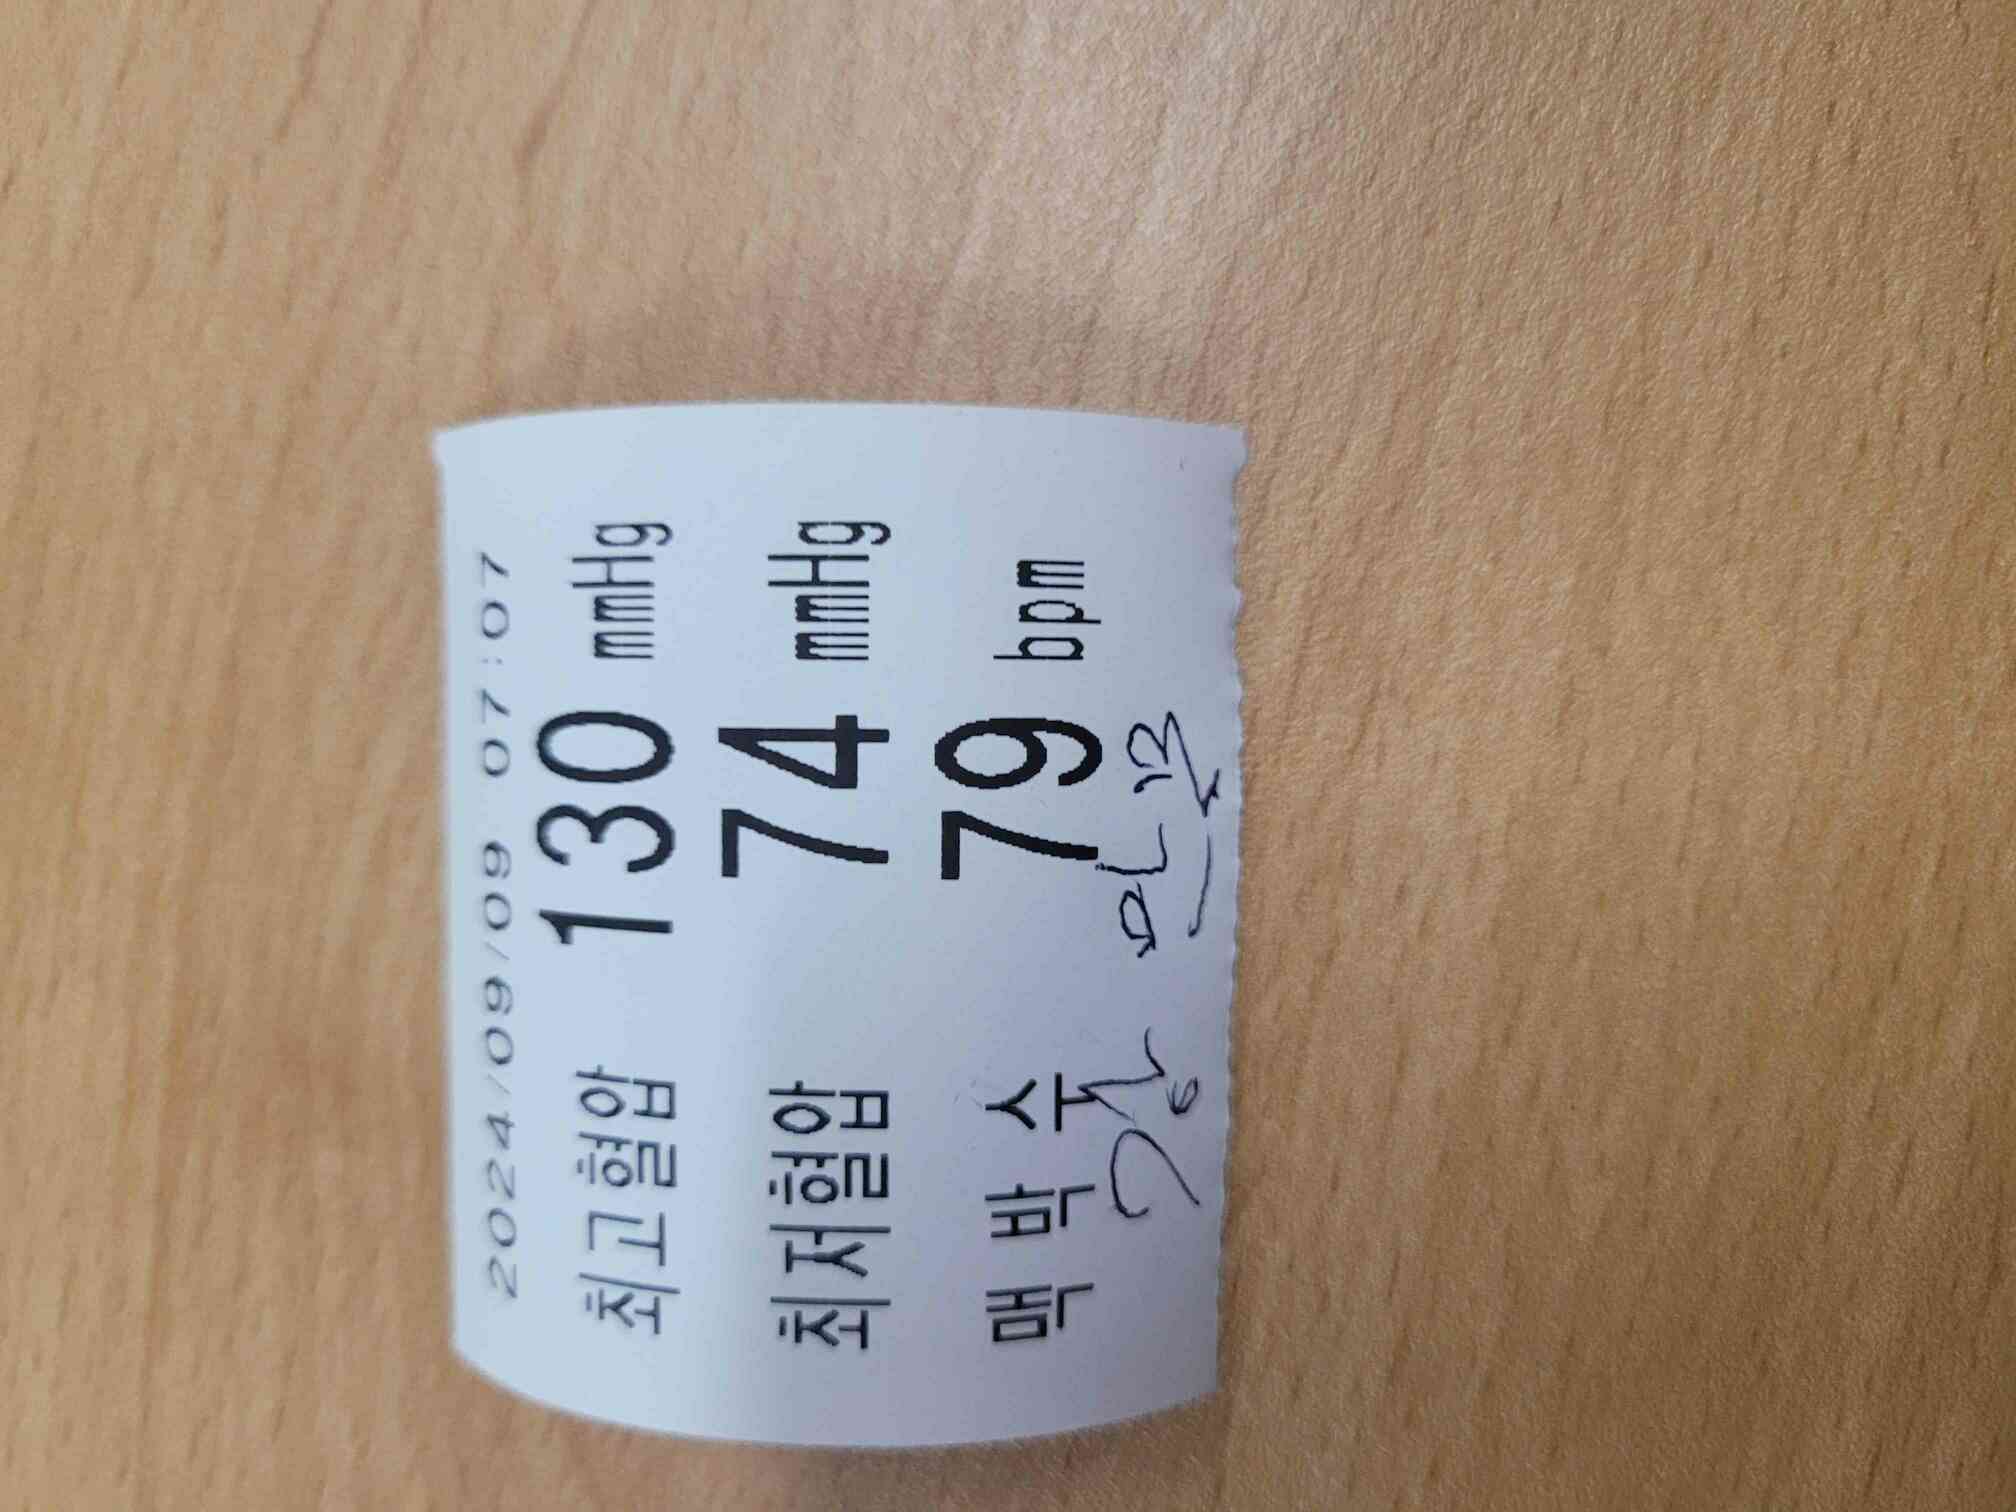 2024/09/09 07:07
최고혈압 130 mmHg
최저혈압 74 mmHg
맥박수 79 bpm